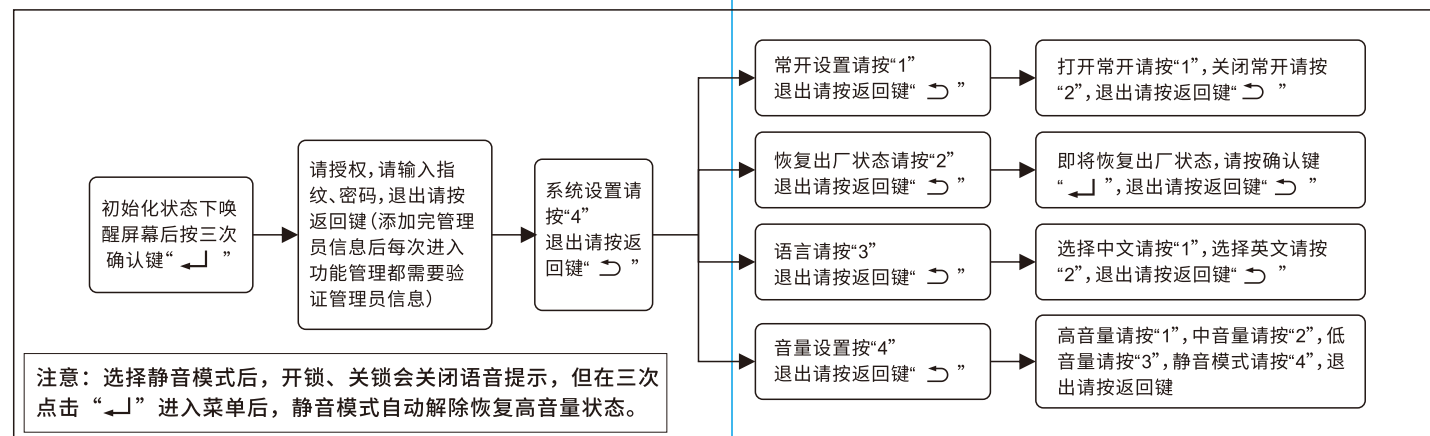 初始化状态下唤
醒屏幕后按三次
确认键“ ↵ ”
请授权,请输入指
纹、密码,退出请按
返回键(添加完管理
员信息后每次进入
功能管理都需要验
证管理员信息)
系统设置请
按“4”
退出请按返
回键“ ⮌ ”
常开设置请按“1”
退出请按返回键“ ⮌ ”
打开常开请按“1”,关闭常开请按
“2”,退出请按返回键“ ⮌ ”
恢复出厂状态请按“2”
退出请按返回键“ ⮌ ”
即将恢复出厂状态,请按确认键
“ ↵ ”,退出请按返回键“ ⮌ ”
语言请按“3”
退出请按返回键“ ⮌ ”
选择中文请按“1”,选择英文请按
“2”,退出请按返回键“ ⮌ ”
音量设置按“4”
退出请按返回键“ ⮌ ”
高音量请按“1”,中音量请按“2”,低
音量请按“3”,静音模式请按“4”,退
出请按返回键
注意：选择静音模式后，开锁、关锁会关闭语音提示，但在三次
点击“↵”进入菜单后，静音模式自动解除恢复高音量状态。